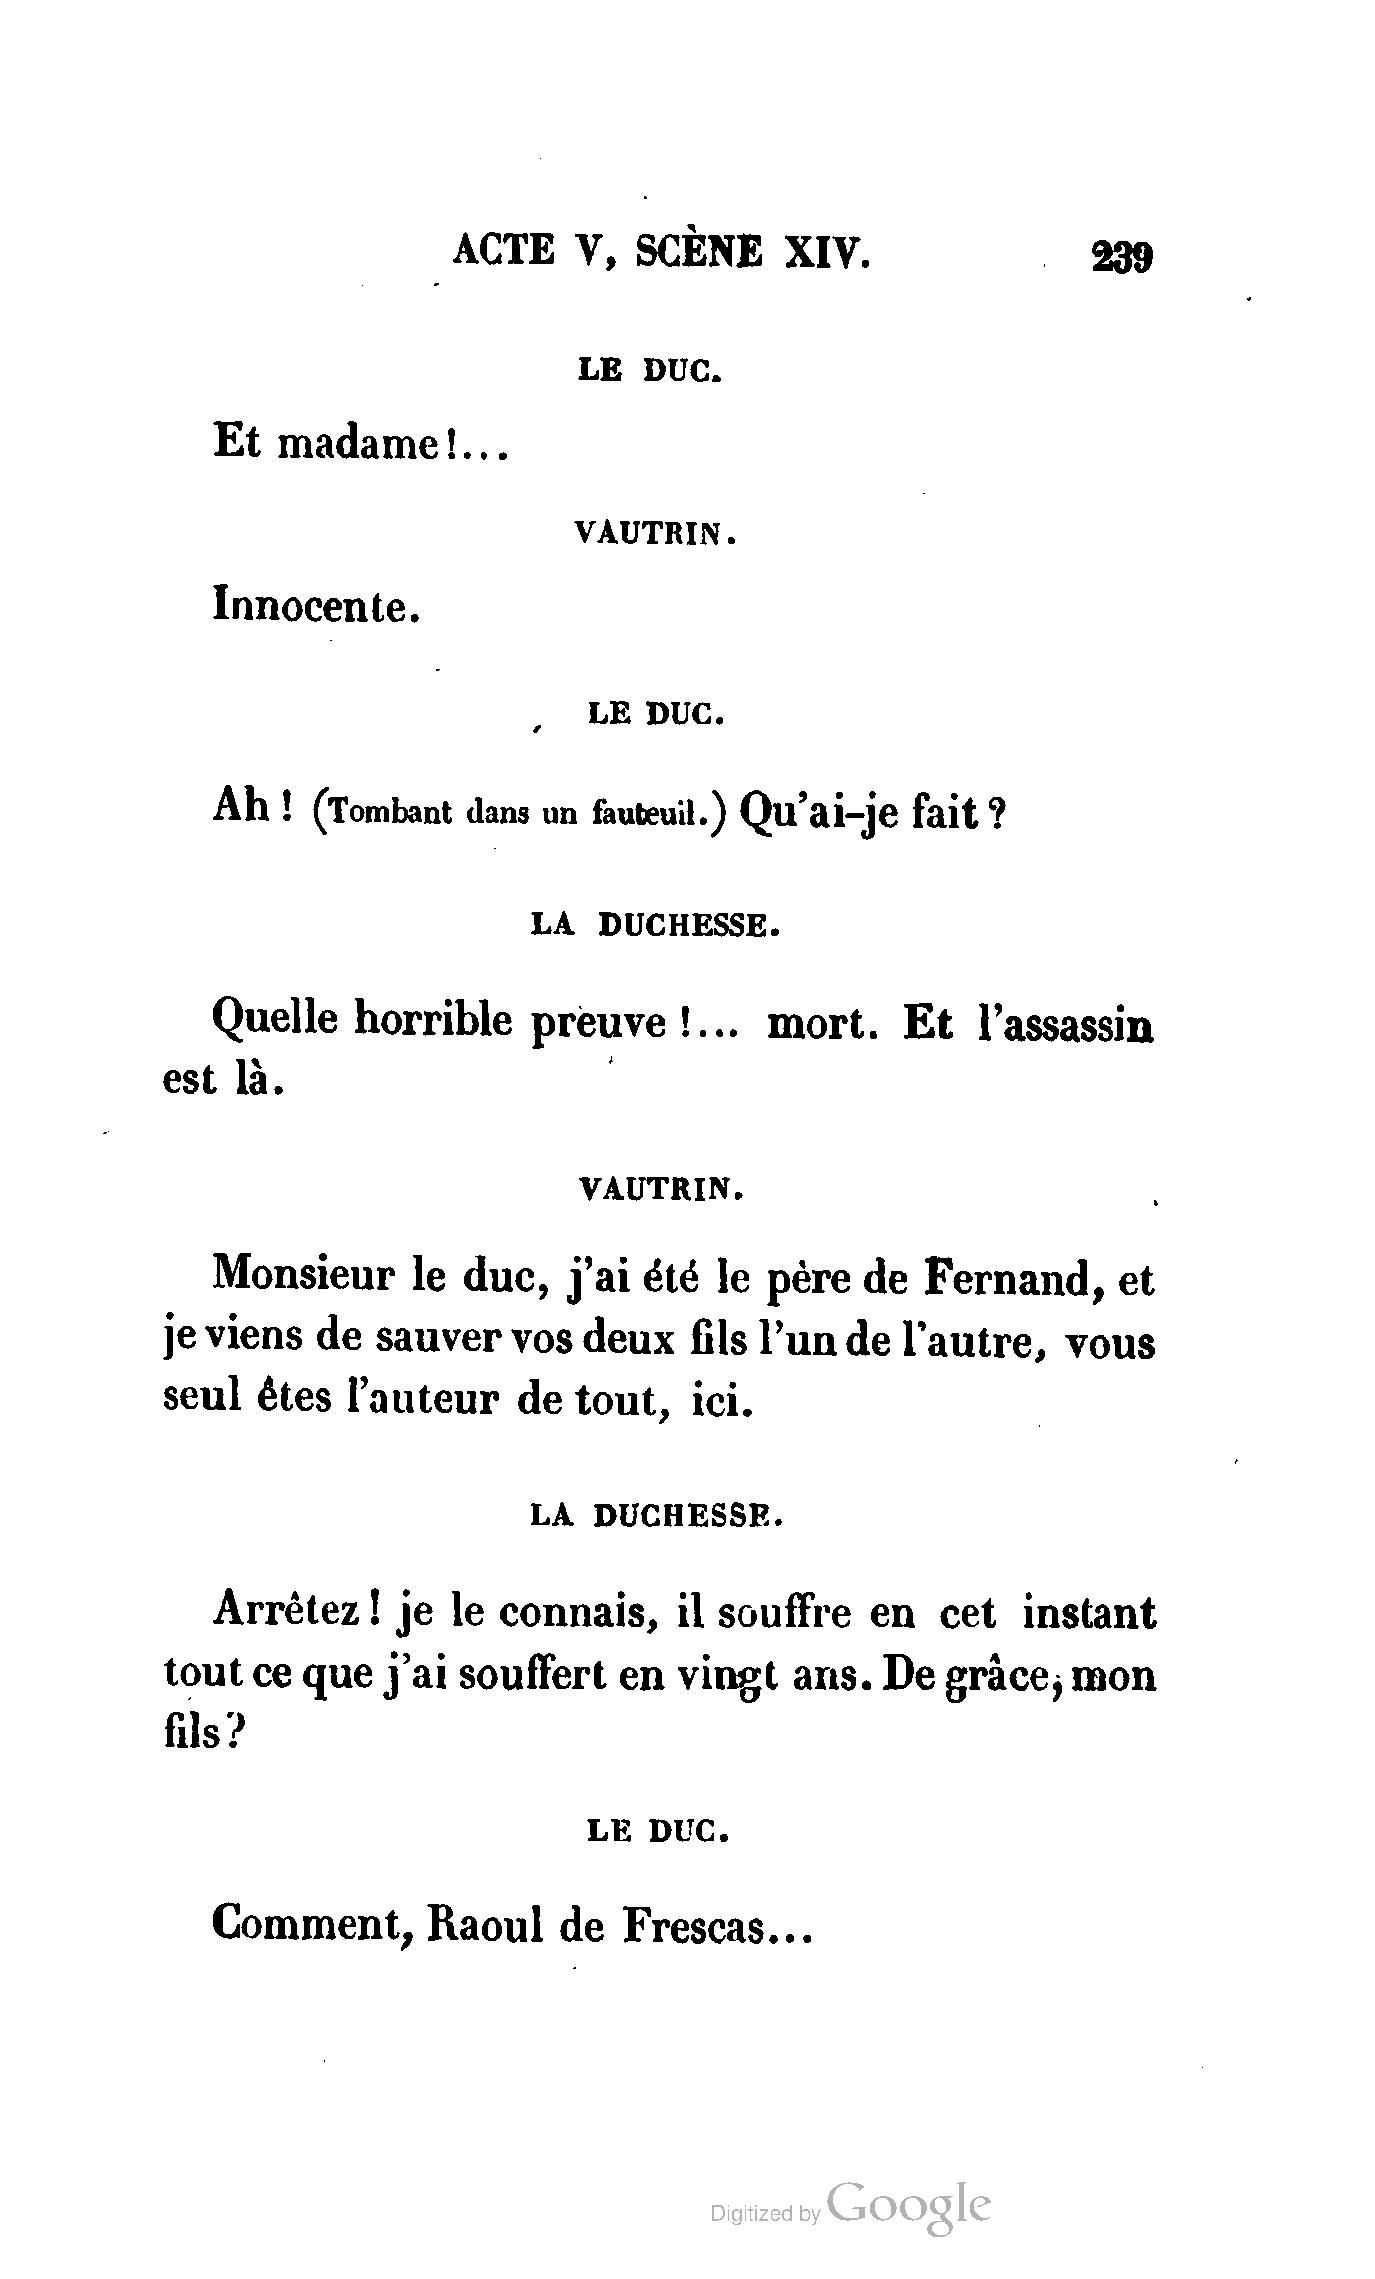 ACTE V, SCÈNE XIV. 239
LE DUC.
Et madame !...
VAUTRIN.
Innocente.
LE DUC.
Ah ! (Tombant dans un fauteuil.) Qu'ai-je fait ?
LA DUCHESSE.
Quelle horrible preuve !... mort. Et l'assassin
est là.
VAUTRIN.
Monsieur le duc, j'ai été le père de Fernand, et
je viens de sauver vos deux fils l'un de l'autre, vous
seul êtes l'auteur de tout, ici.
LA DUCHESSE.
Arrêtez ! je le connais, il souffre en cet instant
tout ce que j'ai souffert en vingt ans. De grâce, mon
fils ?
LE DUC.
Comment, Raoul de Frescas...
Digitized by Google